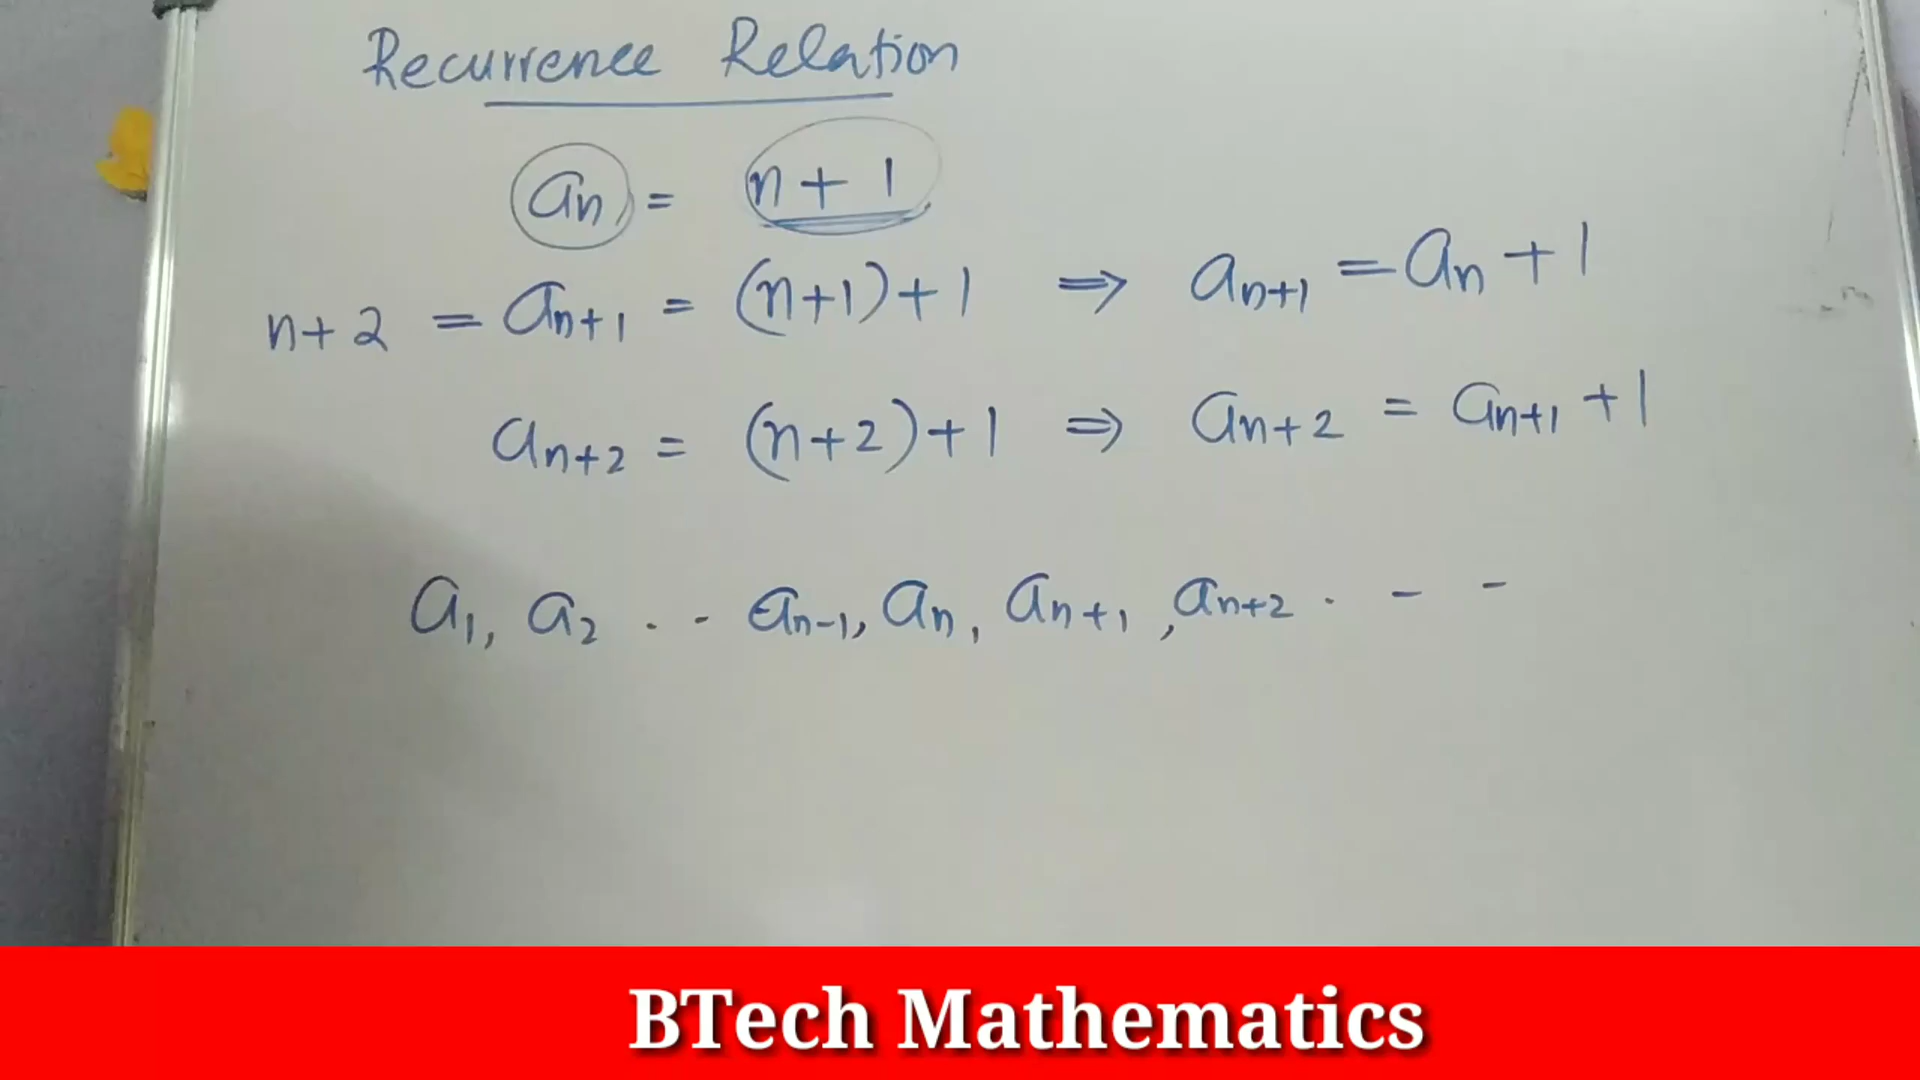 Recurrence Relation
an = n + 1
n+2 = an+1 = (n+1)+1 ⇒ an+1 = an + 1
an+2 = (n+2)+1 ⇒ an+2 = an+1 + 1
a1, a2 . - an-1, an, an+1, an+2 . - -
BTech Mathematics